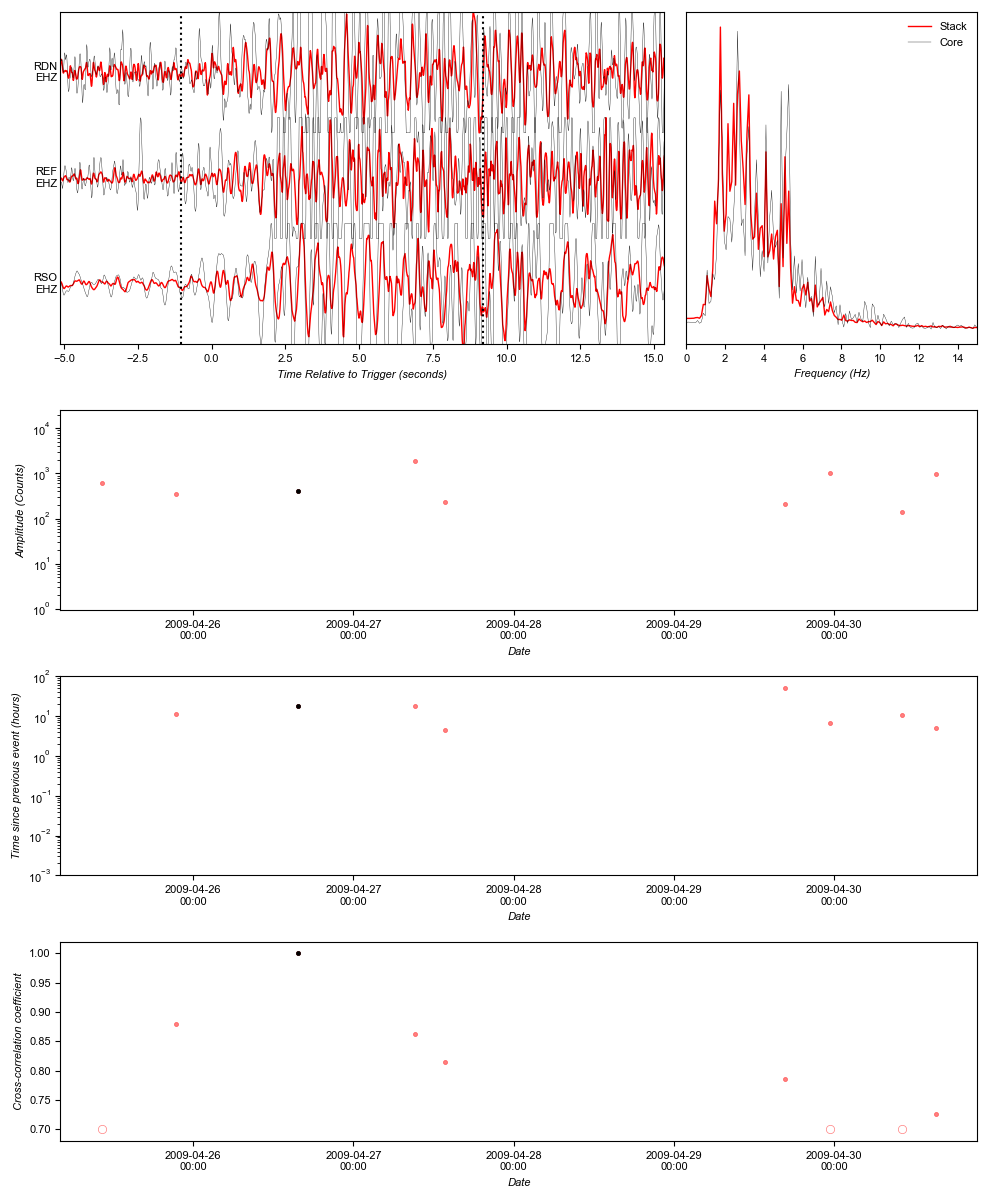 RDN
EHZ
REF
EHZ
RSO
EHZ
−5.0 −2.5 0.0 2.5 5.0 7.5 10.0 12.5 15.0
Time Relative to Trigger (seconds)
Stack
Core
0 2 4 6 8 10 12 14
Frequency (Hz)
10^4
10^3
10^2
10^1
10^0
Amplitude (Counts)
2009-04-26 2009-04-27 2009-04-28 2009-04-29 2009-04-30
00:00 00:00 00:00 00:00 00:00
Date
10^2
10^1
10^0
10^−1
10^−2
10^−3
Time since previous event (hours)
2009-04-26 2009-04-27 2009-04-28 2009-04-29 2009-04-30
00:00 00:00 00:00 00:00 00:00
Date
1.00
0.95
0.90
0.85
0.80
0.75
0.70
Cross-correlation coefficient
2009-04-26 2009-04-27 2009-04-28 2009-04-29 2009-04-30
00:00 00:00 00:00 00:00 00:00
Date